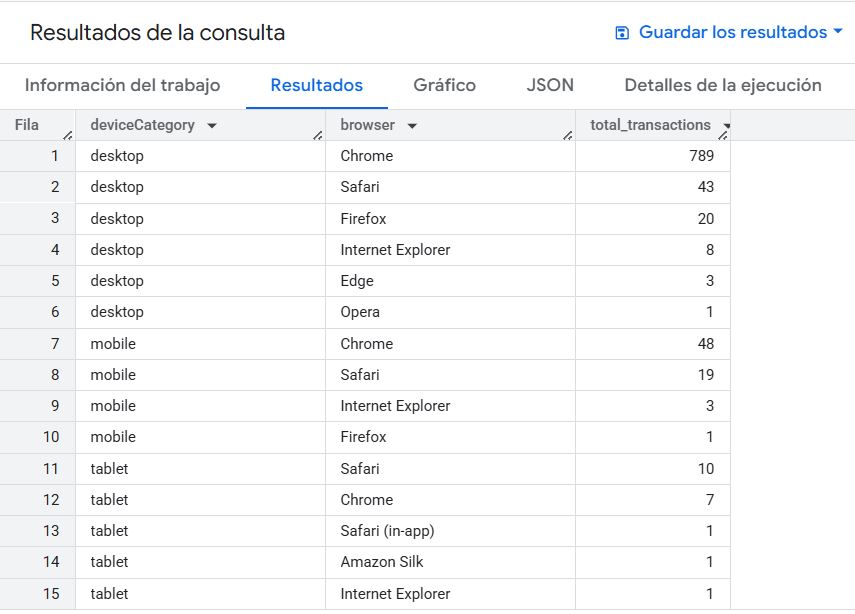 Resultados de la consulta Guardar los resultados
Información del trabajo Resultados Gráfico JSON Detalles de la ejecución
Fila deviceCategory browser total_transactions
1 desktop Chrome 789
2 desktop Safari 43
3 desktop Firefox 20
4 desktop Internet Explorer 8
5 desktop Edge 3
6 desktop Opera 1
7 mobile Chrome 48
8 mobile Safari 19
9 mobile Internet Explorer 3
10 mobile Firefox 1
11 tablet Safari 10
12 tablet Chrome 7
13 tablet Safari (in-app) 1
14 tablet Amazon Silk 1
15 tablet Internet Explorer 1